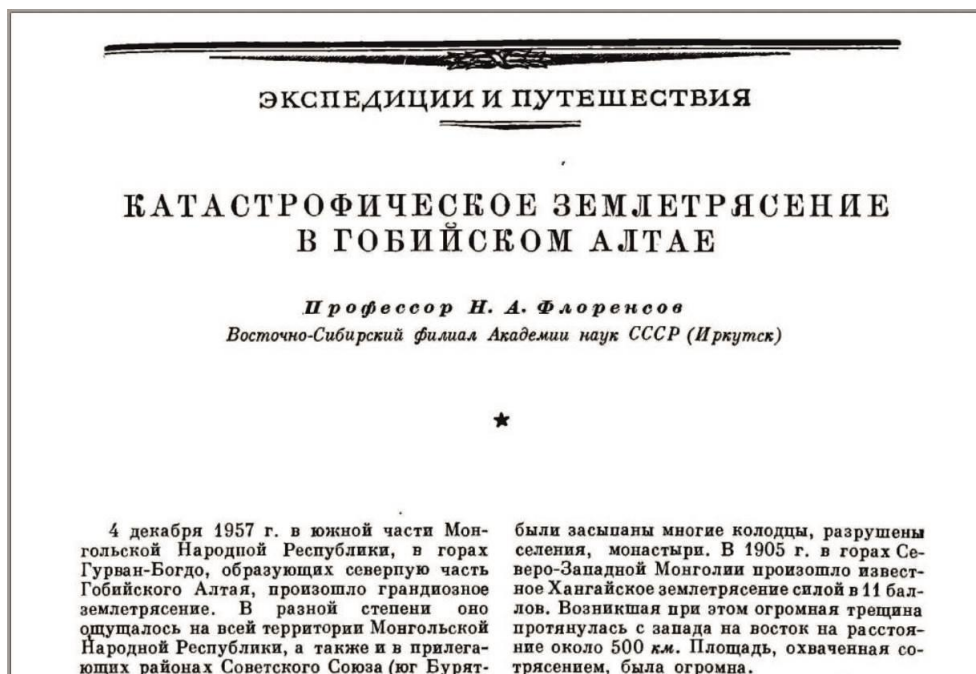 ЭКСПЕДИЦИИ И ПУТЕШЕСТВИЯ
КАТАСТРОФИЧЕСКОЕ ЗЕМЛЕТРЯСЕНИЕ
В ГОБИЙСКОМ АЛТАЕ
Профессор Н. А. Флоренсов
Восточно-Сибирский филиал Академии наук СССР (Иркутск)
4 декабря 1957 г. в южной части Мон-
гольской Народной Республики, в горах
Гурван-Богдо, образующих северную часть
Гобийского Алтая, произошло грандиозное
землетрясение. В разной степени оно
ощущалось на всей территории Монгольской
Народной Республики, а также и в прилега-
ющих районах Советского Союза (юг Бурят-
были засыпаны многие колодцы, разрушены
селения, монастыри. В 1905 г. в горах Се-
веро-Западной Монголии произошло извест-
ное Хангайское землетрясение силой в 11 бал-
лов. Возникшая при этом огромная трещина
протянулась с запада на восток на расстоя-
ние около 500 км. Площадь, охваченная со-
трясением, была огромна.